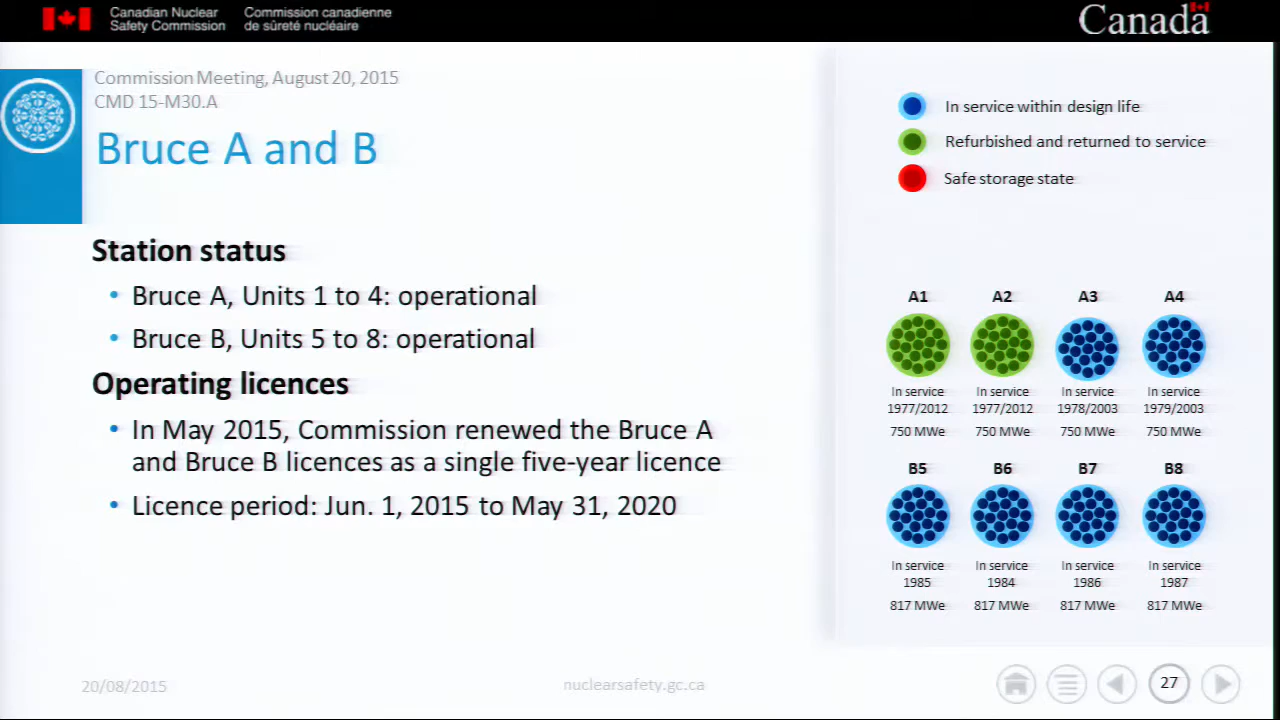 Canadian Nuclear
Safety Commission
Commission canadienne
de sûreté nucléaire
Canada
Commission Meeting, August 20, 2015
CMD 15-M30.A
Bruce A and B
Station status
• Bruce A, Units 1 to 4: operational
• Bruce B, Units 5 to 8: operational
Operating licences
• In May 2015, Commission renewed the Bruce A
and Bruce B licences as a single five-year licence
• Licence period: Jun. 1, 2015 to May 31, 2020
In service within design life
Refurbished and returned to service
Safe storage state
A1 A2 A3 A4
In service In service In service In service
1977/2012 1977/2012 1978/2003 1979/2003
750 MWe 750 MWe 750 MWe 750 MWe
B5 B6 B7 B8
In service In service In service In service
1985 1984 1986 1987
817 MWe 817 MWe 817 MWe 817 MWe
20/08/2015
nuclearsafety.gc.ca
27